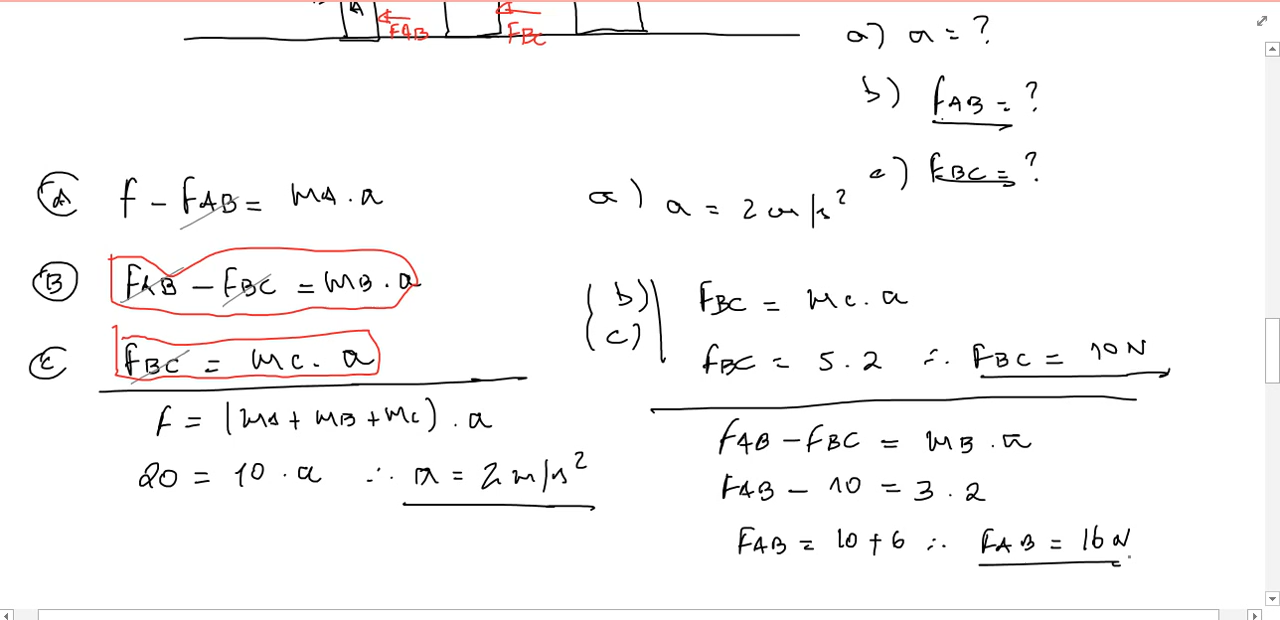 A
FAB
FBC
a) a = ?
b) FAB = ?
c) FBC = ?
A F - FAB = mA . a
B FAB - FBC = mB . a
C FBC = mC . a
F = (mA + mB + mC) . a
20 = 10 . a ∴ a = 2 m/s²
a) a = 2 m/s²
b)
c)
FBC = mC . a
FBC = 5 . 2 ∴ FBC = 10 N
FAB - FBC = mB . a
FAB - 10 = 3 . 2
FAB = 10 + 6 ∴ FAB = 16 N